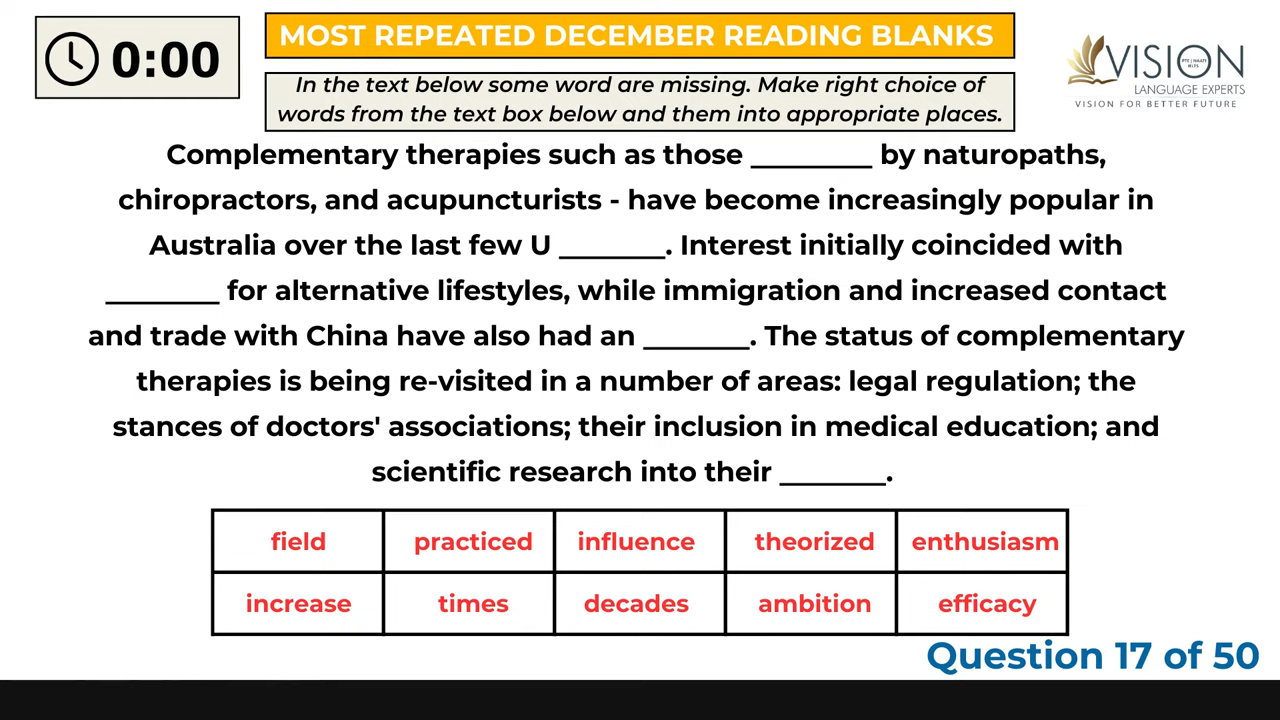 0:00
MOST REPEATED DECEMBER READING BLANKS
In the text below some word are missing. Make right choice of
words from the text box below and them into appropriate places.
VISION
PTE | NAATI
IELTS
LANGUAGE EXPERTS
VISION FOR BETTER FUTURE
Complementary therapies such as those ________ by naturopaths,
chiropractors, and acupuncturists - have become increasingly popular in
Australia over the last few U _______. Interest initially coincided with
________ for alternative lifestyles, while immigration and increased contact
and trade with China have also had an _______. The status of complementary
therapies is being re-visited in a number of areas: legal regulation; the
stances of doctors' associations; their inclusion in medical education; and
scientific research into their _______.
field practiced influence theorized enthusiasm
increase times decades ambition efficacy
Question 17 of 50